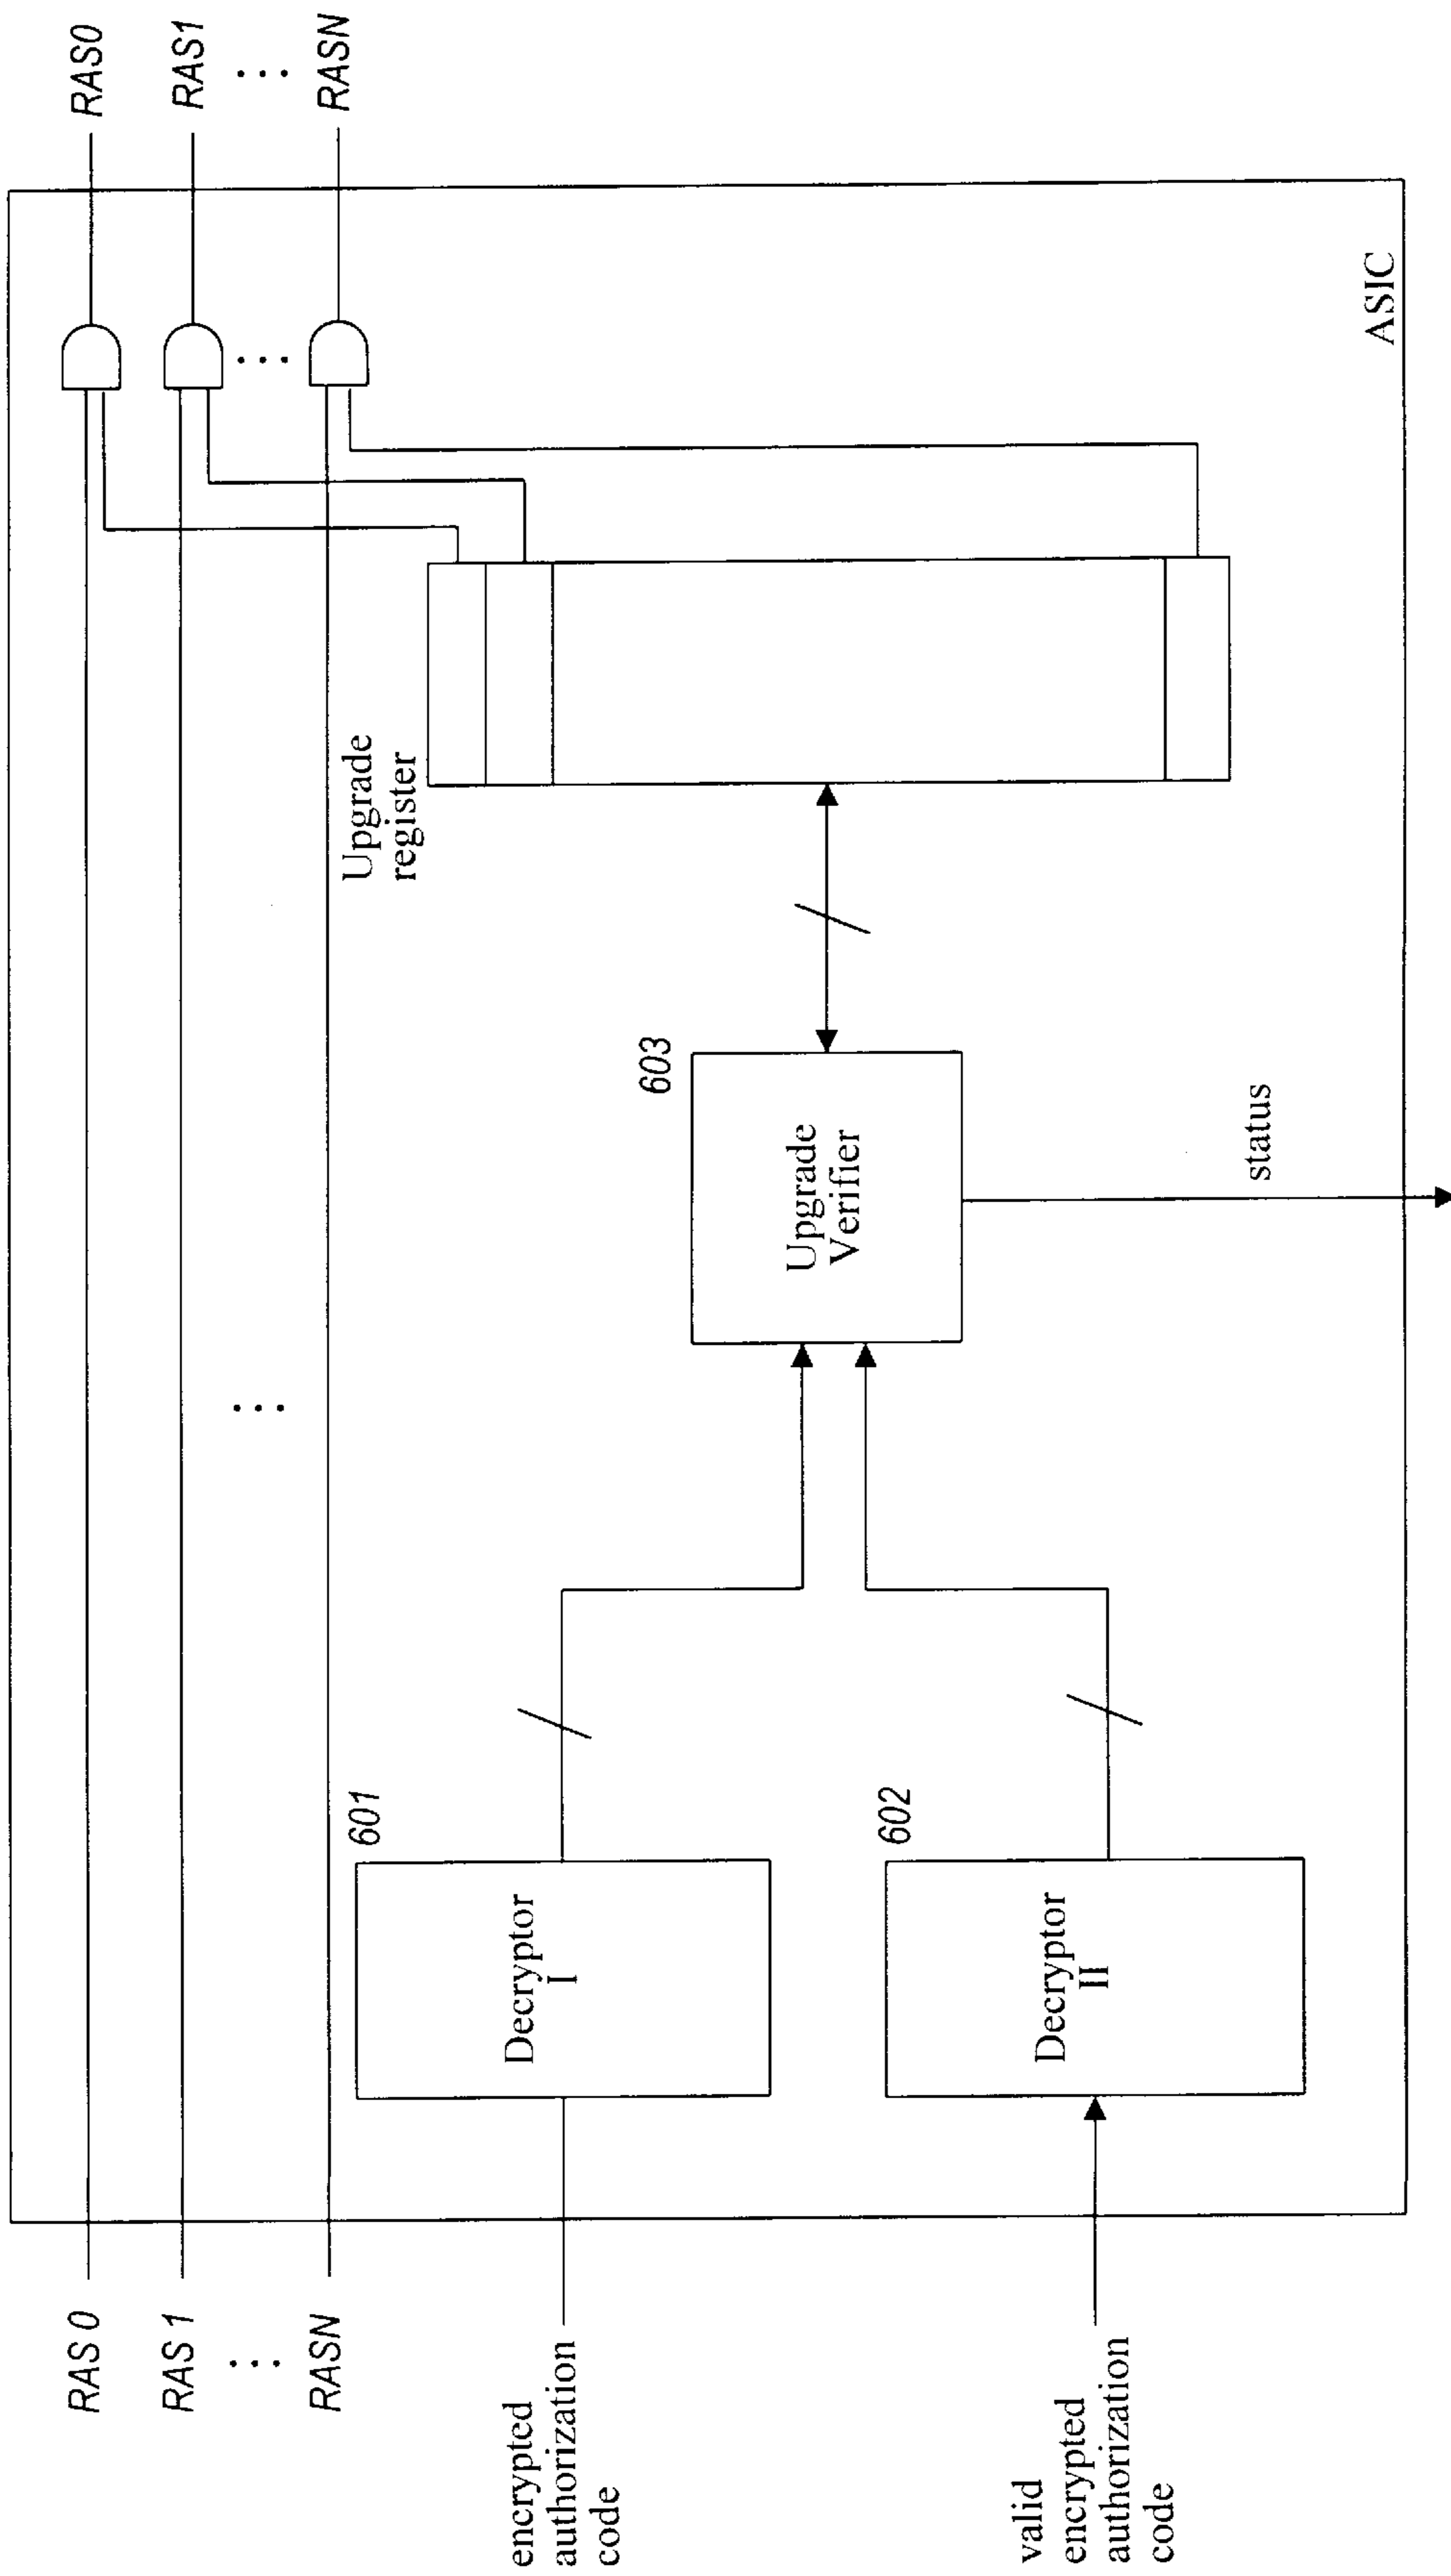 RAS 0
RAS 1
...
RASN
RAS0
RAS1
...
RASN
...
...
Upgrade
register
encrypted
authorization
code
601
Decryptor
I
603
Upgrade
Verifier
valid
encrypted
authorization
code
602
Decryptor
II
status
ASIC